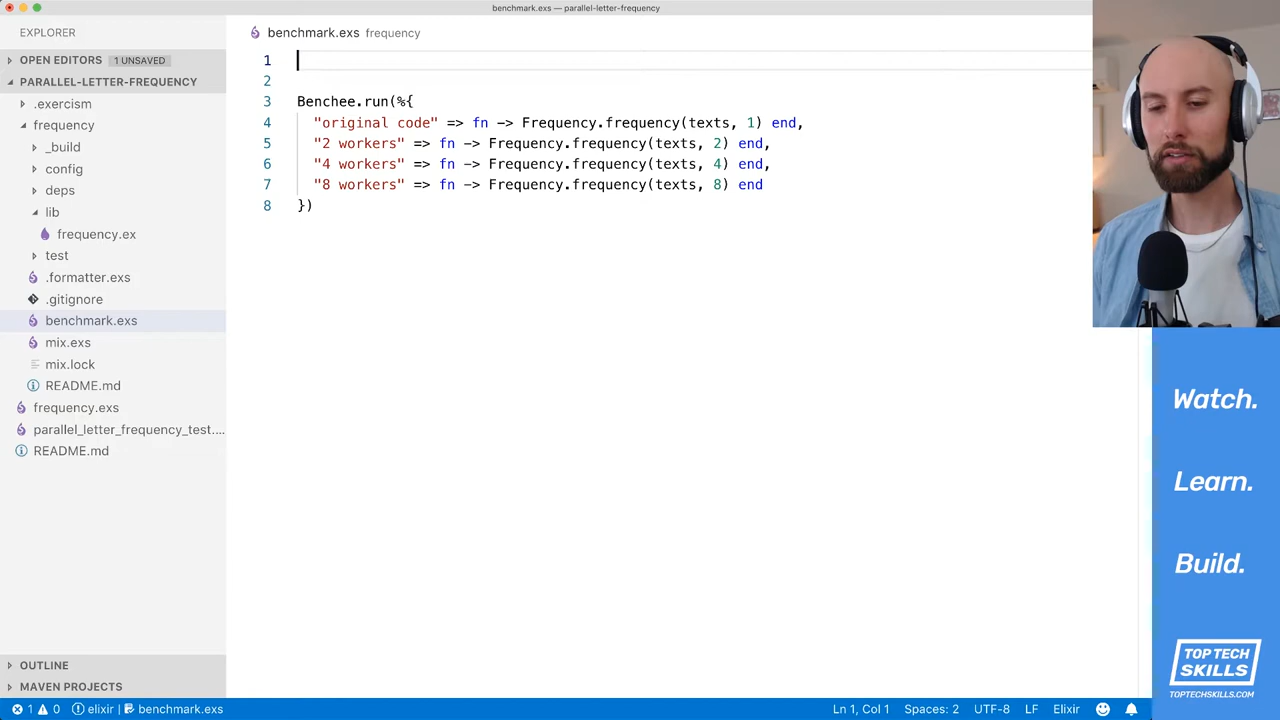 benchmark.exs — parallel-letter-frequency
EXPLORER
OPEN EDITORS 1 UNSAVED
PARALLEL-LETTER-FREQUENCY
.exercism
frequency
_build
config
deps
lib
frequency.ex
test
.formatter.exs
.gitignore
benchmark.exs
mix.exs
mix.lock
README.md
frequency.exs
parallel_letter_frequency_test....
README.md
OUTLINE
MAVEN PROJECTS
benchmark.exs frequency
1
2
3 Benchee.run(%{
4 "original code" => fn -> Frequency.frequency(texts, 1) end,
5 "2 workers" => fn -> Frequency.frequency(texts, 2) end,
6 "4 workers" => fn -> Frequency.frequency(texts, 4) end,
7 "8 workers" => fn -> Frequency.frequency(texts, 8) end
8 })
Watch.
Learn.
Build.
TOP TECH
SKILLS
TOPTECHSKILLS.COM
1 0 elixir | benchmark.exs Ln 1, Col 1 Spaces: 2 UTF-8 LF Elixir